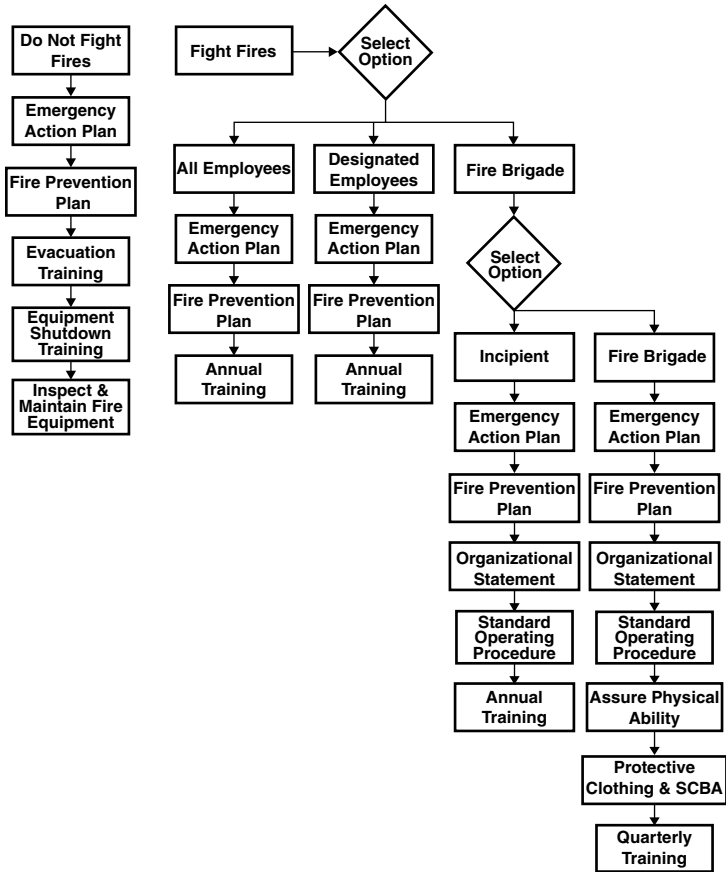 Do Not Fight
Fires
Emergency
Action Plan
Fire Prevention
Plan
Evacuation
Training
Equipment
Shutdown
Training
Inspect &
Maintain Fire
Equipment
Fight Fires
Select
Option
All Employees
Emergency
Action Plan
Fire Prevention
Plan
Annual
Training
Designated
Employees
Emergency
Action Plan
Fire Prevention
Plan
Annual
Training
Fire Brigade
Select
Option
Incipient
Emergency
Action Plan
Fire Prevention
Plan
Organizational
Statement
Standard
Operating
Procedure
Annual
Training
Fire Brigade
Emergency
Action Plan
Fire Prevention
Plan
Organizational
Statement
Standard
Operating
Procedure
Assure Physical
Ability
Protective
Clothing & SCBA
Quarterly
Training